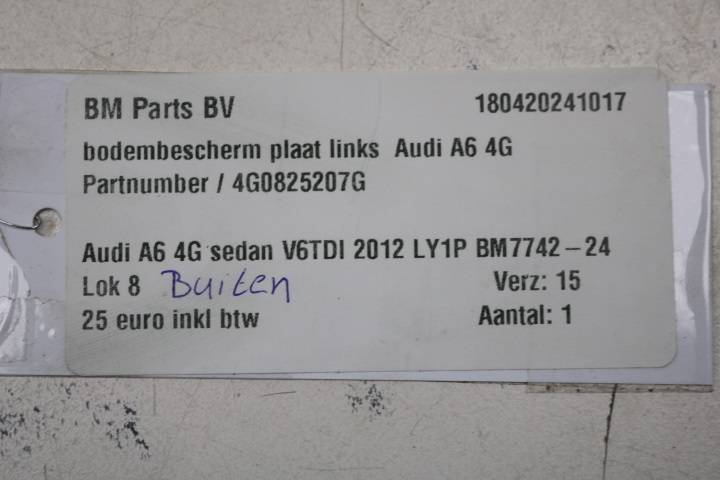 BM Parts BV 180420241017
bodembescherm plaat links Audi A6 4G
Partnumber / 4G0825207G
Audi A6 4G sedan V6TDI 2012 LY1P BM7742-24
Lok 8 Buiten Verz: 15
25 euro inkl btw Aantal: 1